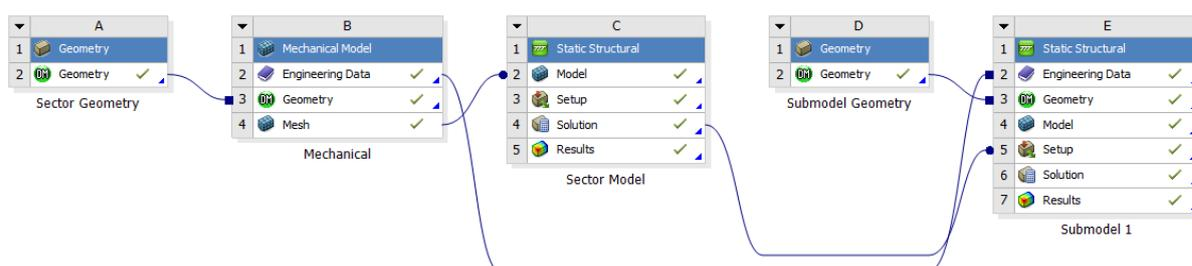 A
1 Geometry
2 Geometry
Sector Geometry
B
1 Mechanical Model
2 Engineering Data
3 Geometry
4 Mesh
Mechanical
C
1 Static Structural
2 Model
3 Setup
4 Solution
5 Results
Sector Model
D
1 Geometry
2 Geometry
Submodel Geometry
E
1 Static Structural
2 Engineering Data
3 Geometry
4 Model
5 Setup
6 Solution
7 Results
Submodel 1